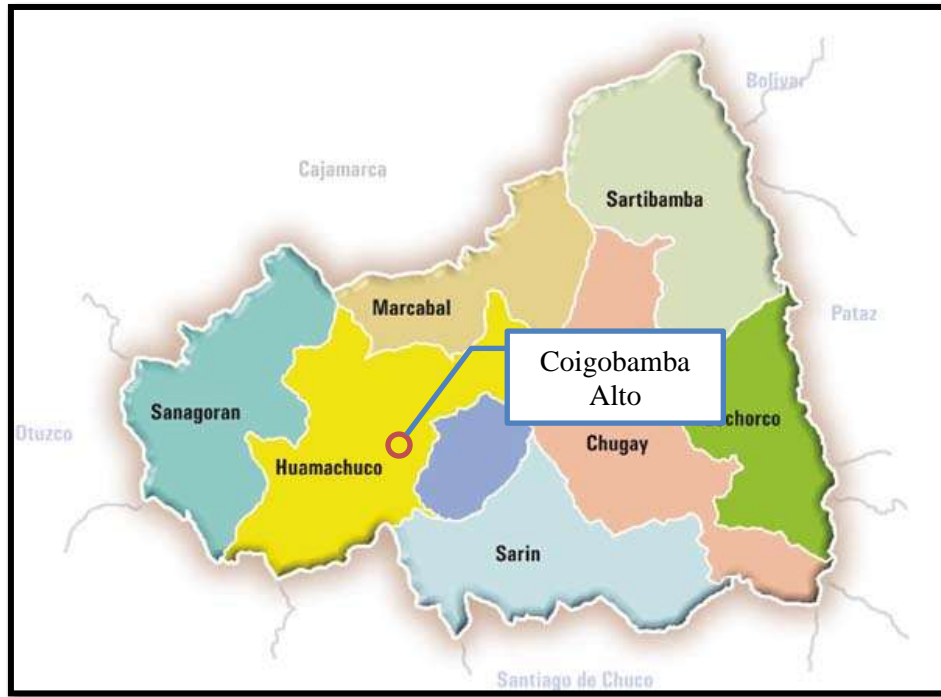 Bolivar
Cajamarca
Sartibamba
Marcabal
Pataz
Coigobamba
Alto
Sanagoran
chorco
Otuzco
Chugay
Huamachuco
Sarin
Santiago de Chuco